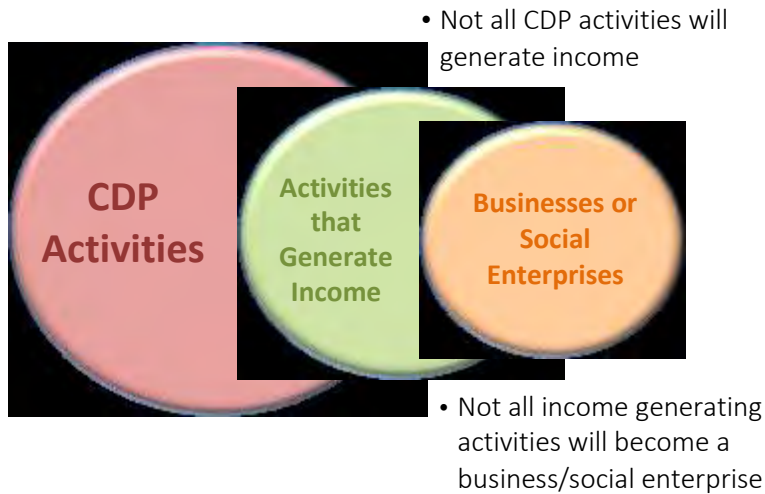 • Not all CDP activities will
generate income
CDP
Activities
Activities
that
Generate
Income
Businesses or
Social
Enterprises
• Not all income generating
activities will become a
business/social enterprise